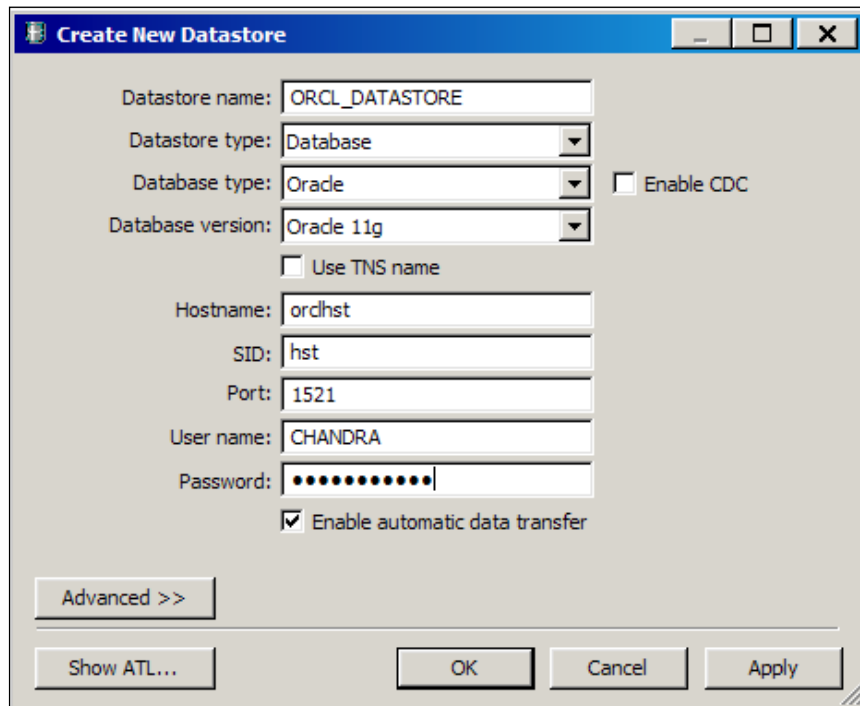 Create New Datastore
Datastore name: ORCL_DATASTORE
Datastore type: Database
Database type: Oracle Enable CDC
Database version: Oracle 11g
Use TNS name
Hostname: orclhst
SID: hst
Port: 1521
User name: CHANDRA
Password: ●●●●●●●●●●●
Enable automatic data transfer
Advanced >>
Show ATL... OK Cancel Apply